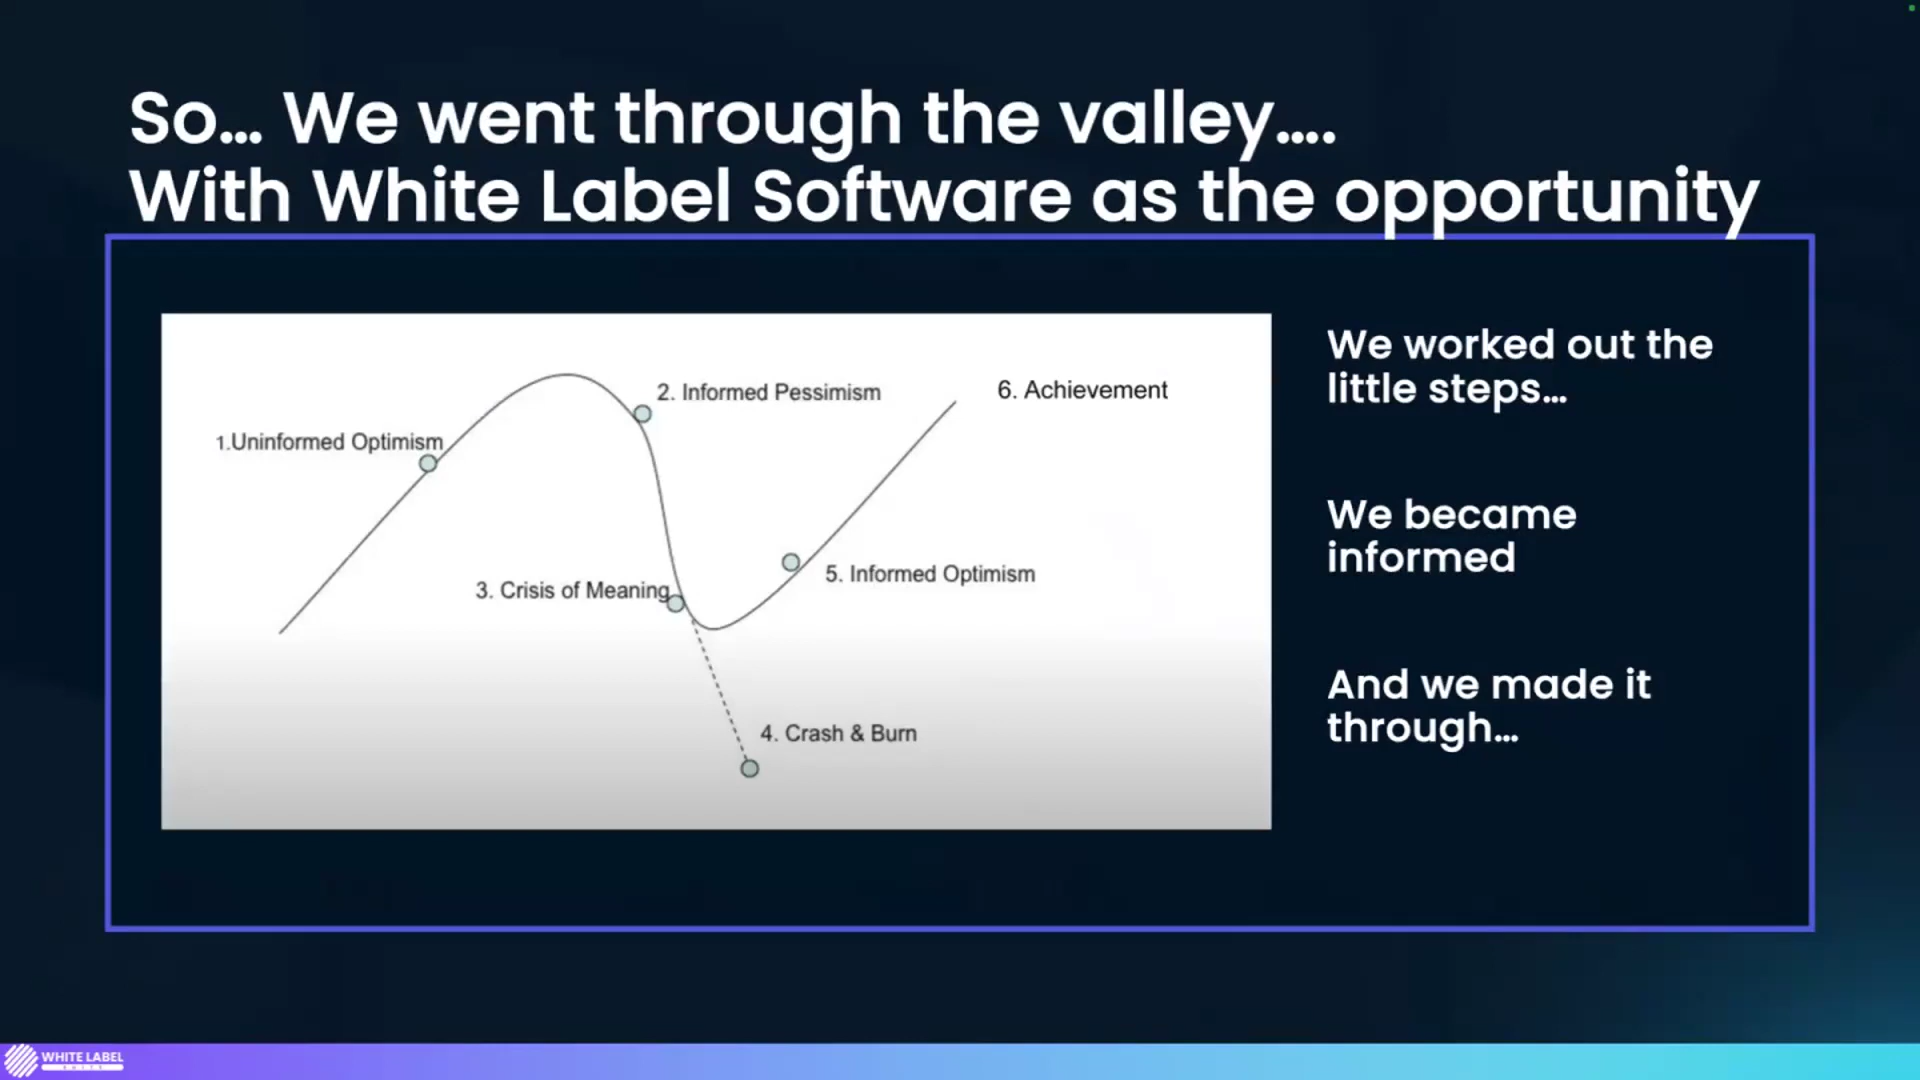 So... We went through the valley....
With White Label Software as the opportunity
1.Uninformed Optimism
2. Informed Pessimism
3. Crisis of Meaning
4. Crash & Burn
5. Informed Optimism
6. Achievement
We worked out the
little steps...
We became
informed
And we made it
through...
WHITE LABEL